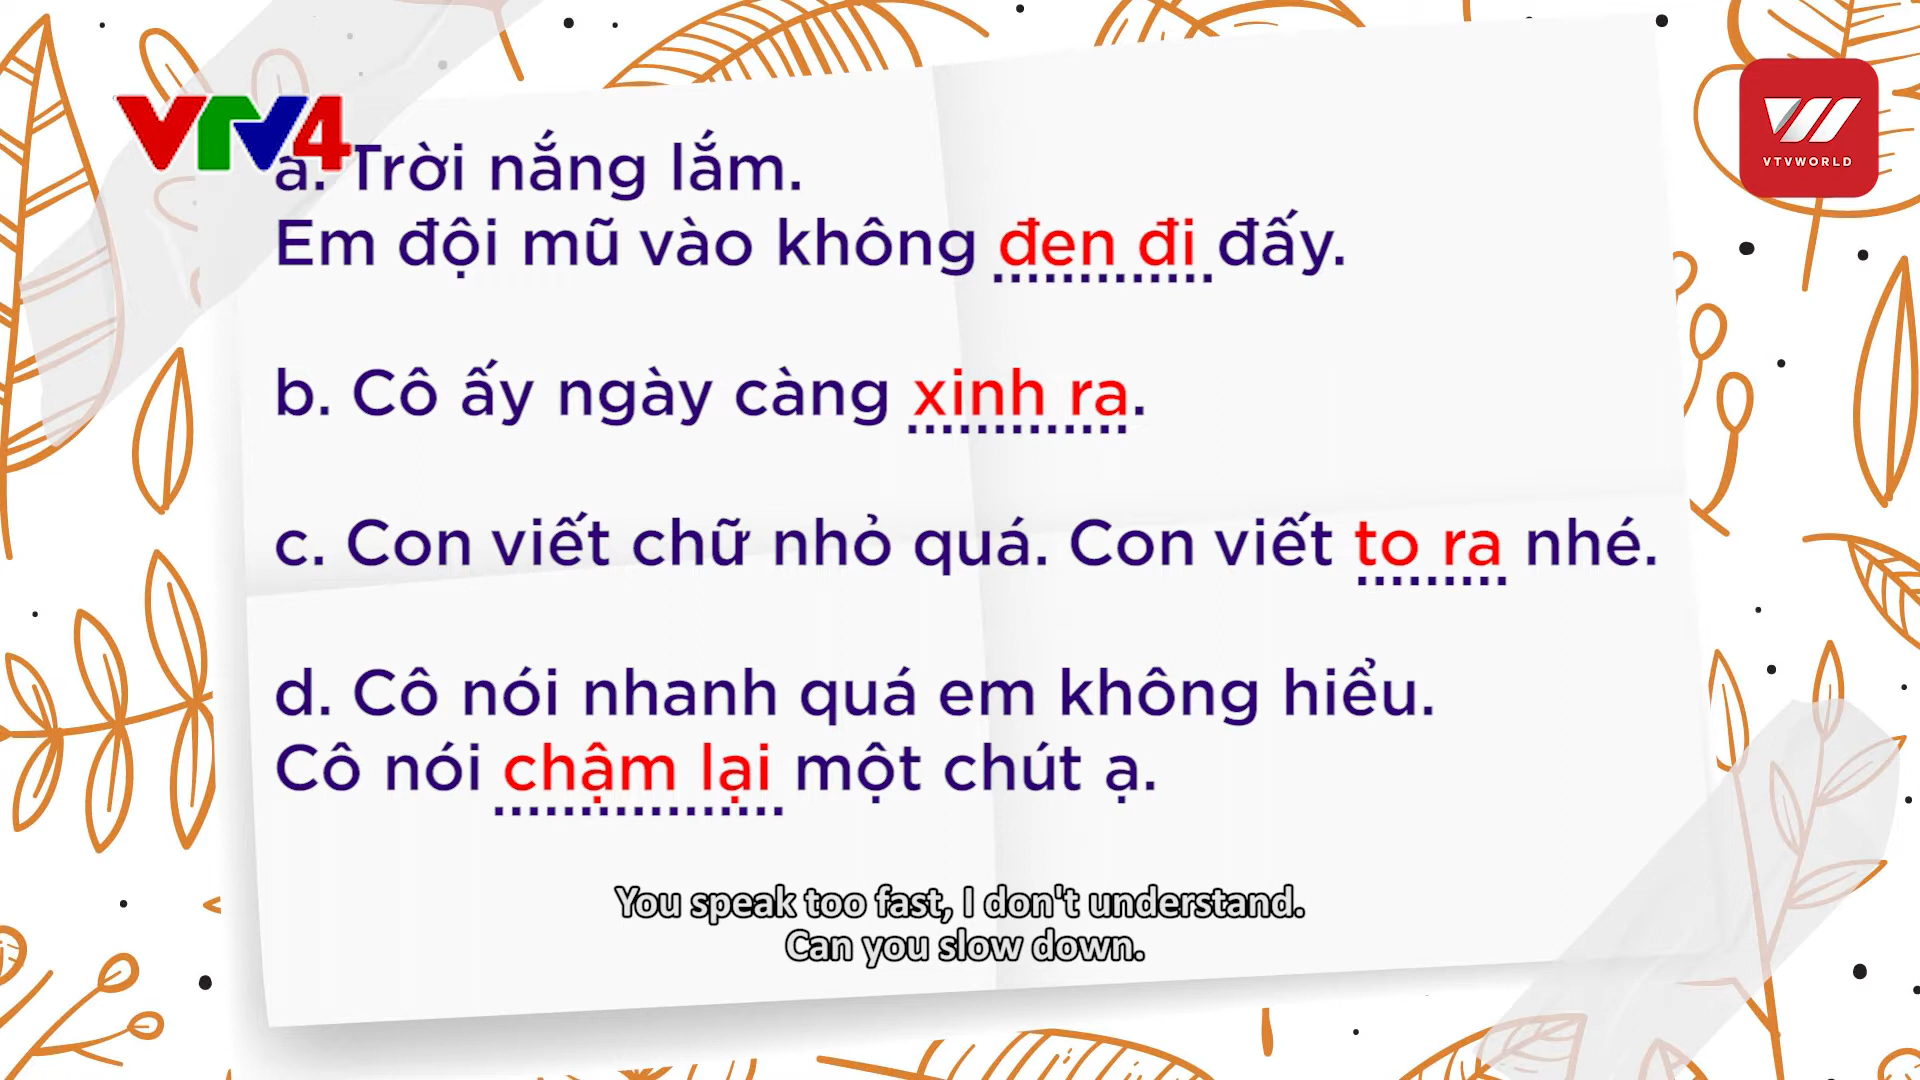 VTV4
VTVWORLD
a. Trời nắng lắm.
Em đội mũ vào không đen đi đấy.
b. Cô ấy ngày càng xinh ra.
c. Con viết chữ nhỏ quá. Con viết to ra nhé.
d. Cô nói nhanh quá em không hiểu.
Cô nói chậm lại một chút ạ.
You speak too fast, I don't understand.
Can you slow down.